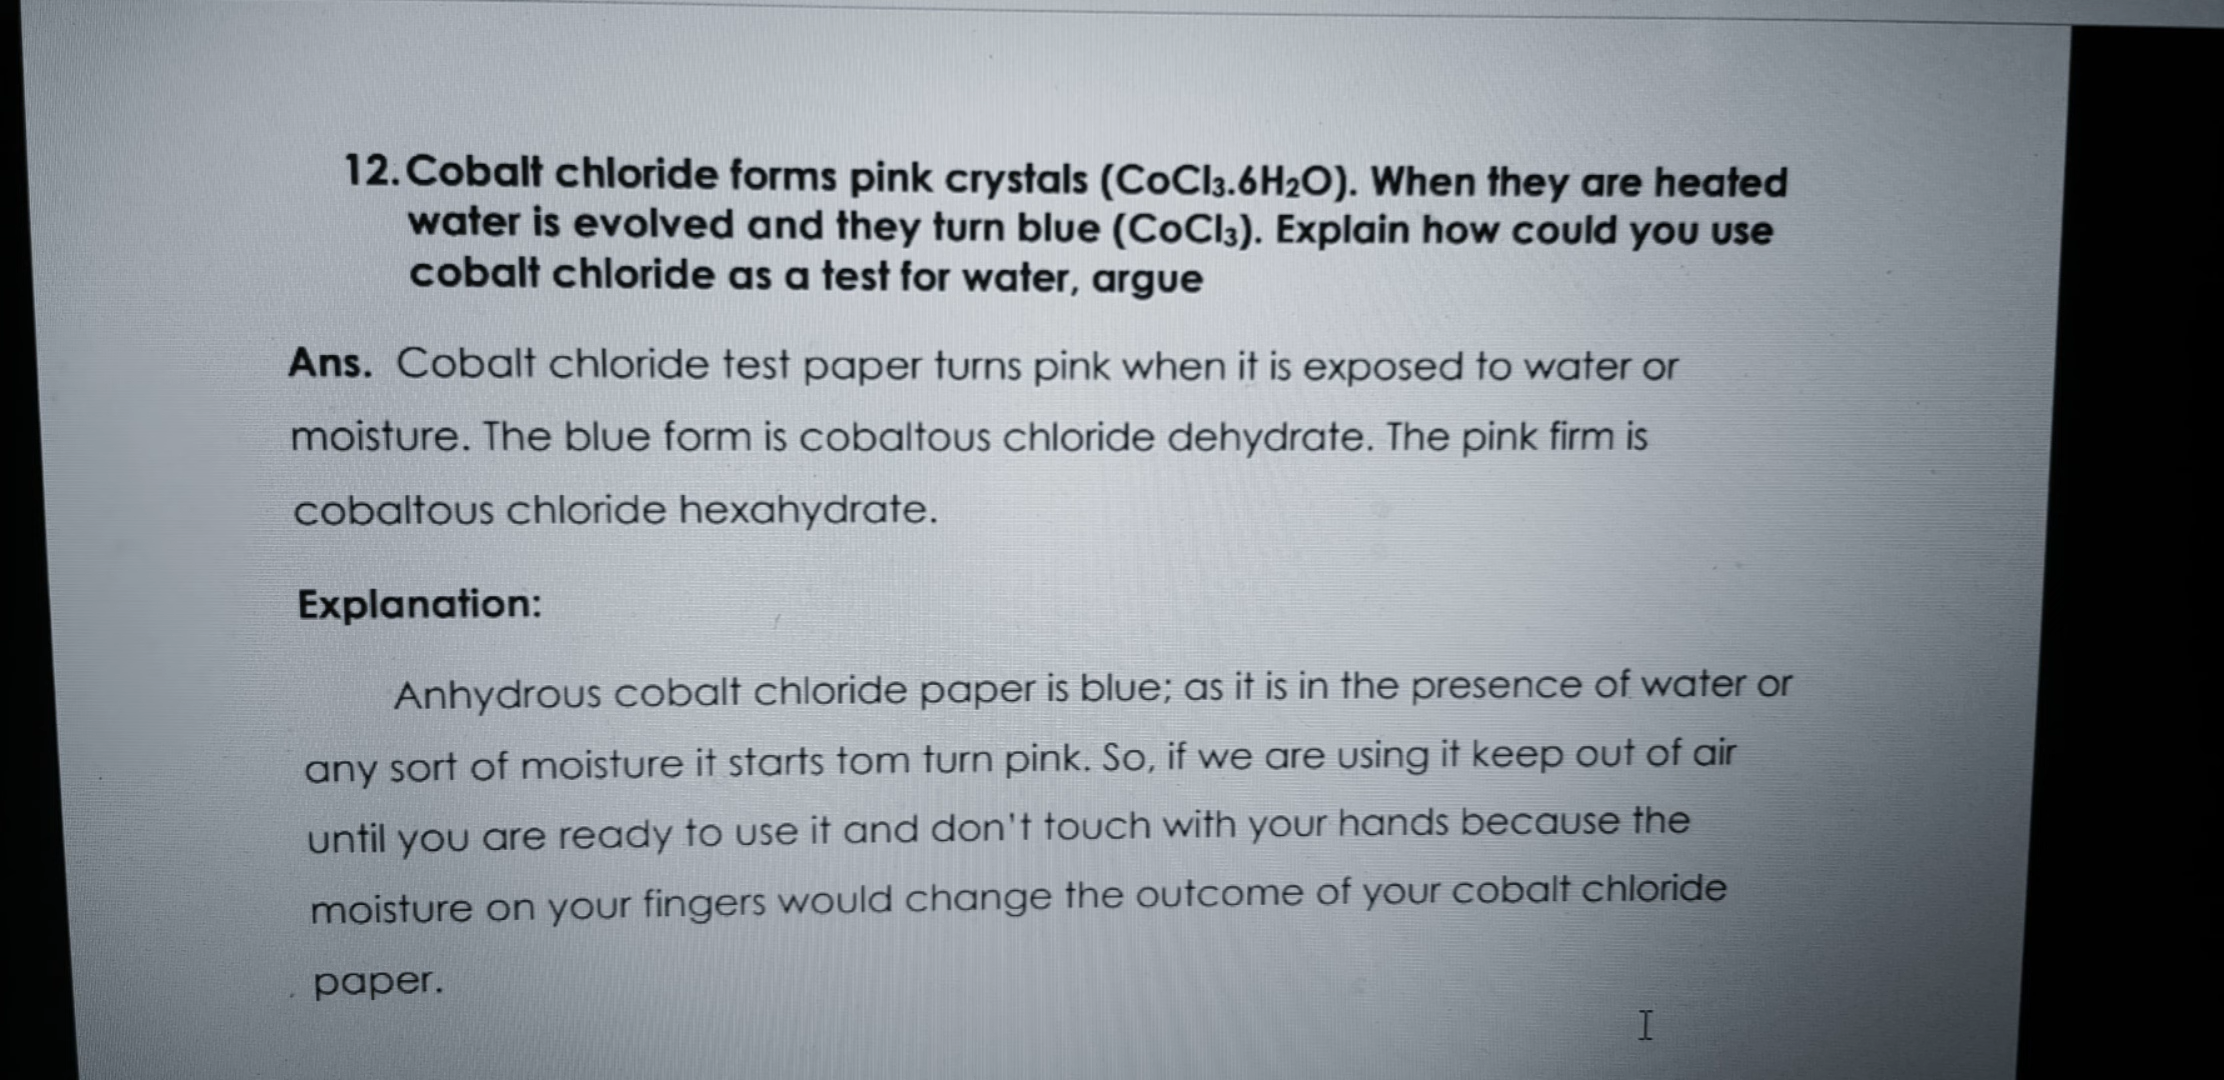 12. Cobalt chloride forms pink crystals (CoCl₃.6H₂O). When they are heated
water is evolved and they turn blue (CoCl₃). Explain how could you use
cobalt chloride as a test for water, argue
Ans. Cobalt chloride test paper turns pink when it is exposed to water or
moisture. The blue form is cobaltous chloride dehydrate. The pink firm is
cobaltous chloride hexahydrate.
Explanation:
Anhydrous cobalt chloride paper is blue; as it is in the presence of water or
any sort of moisture it starts tom turn pink. So, if we are using it keep out of air
until you are ready to use it and don't touch with your hands because the
moisture on your fingers would change the outcome of your cobalt chloride
paper.